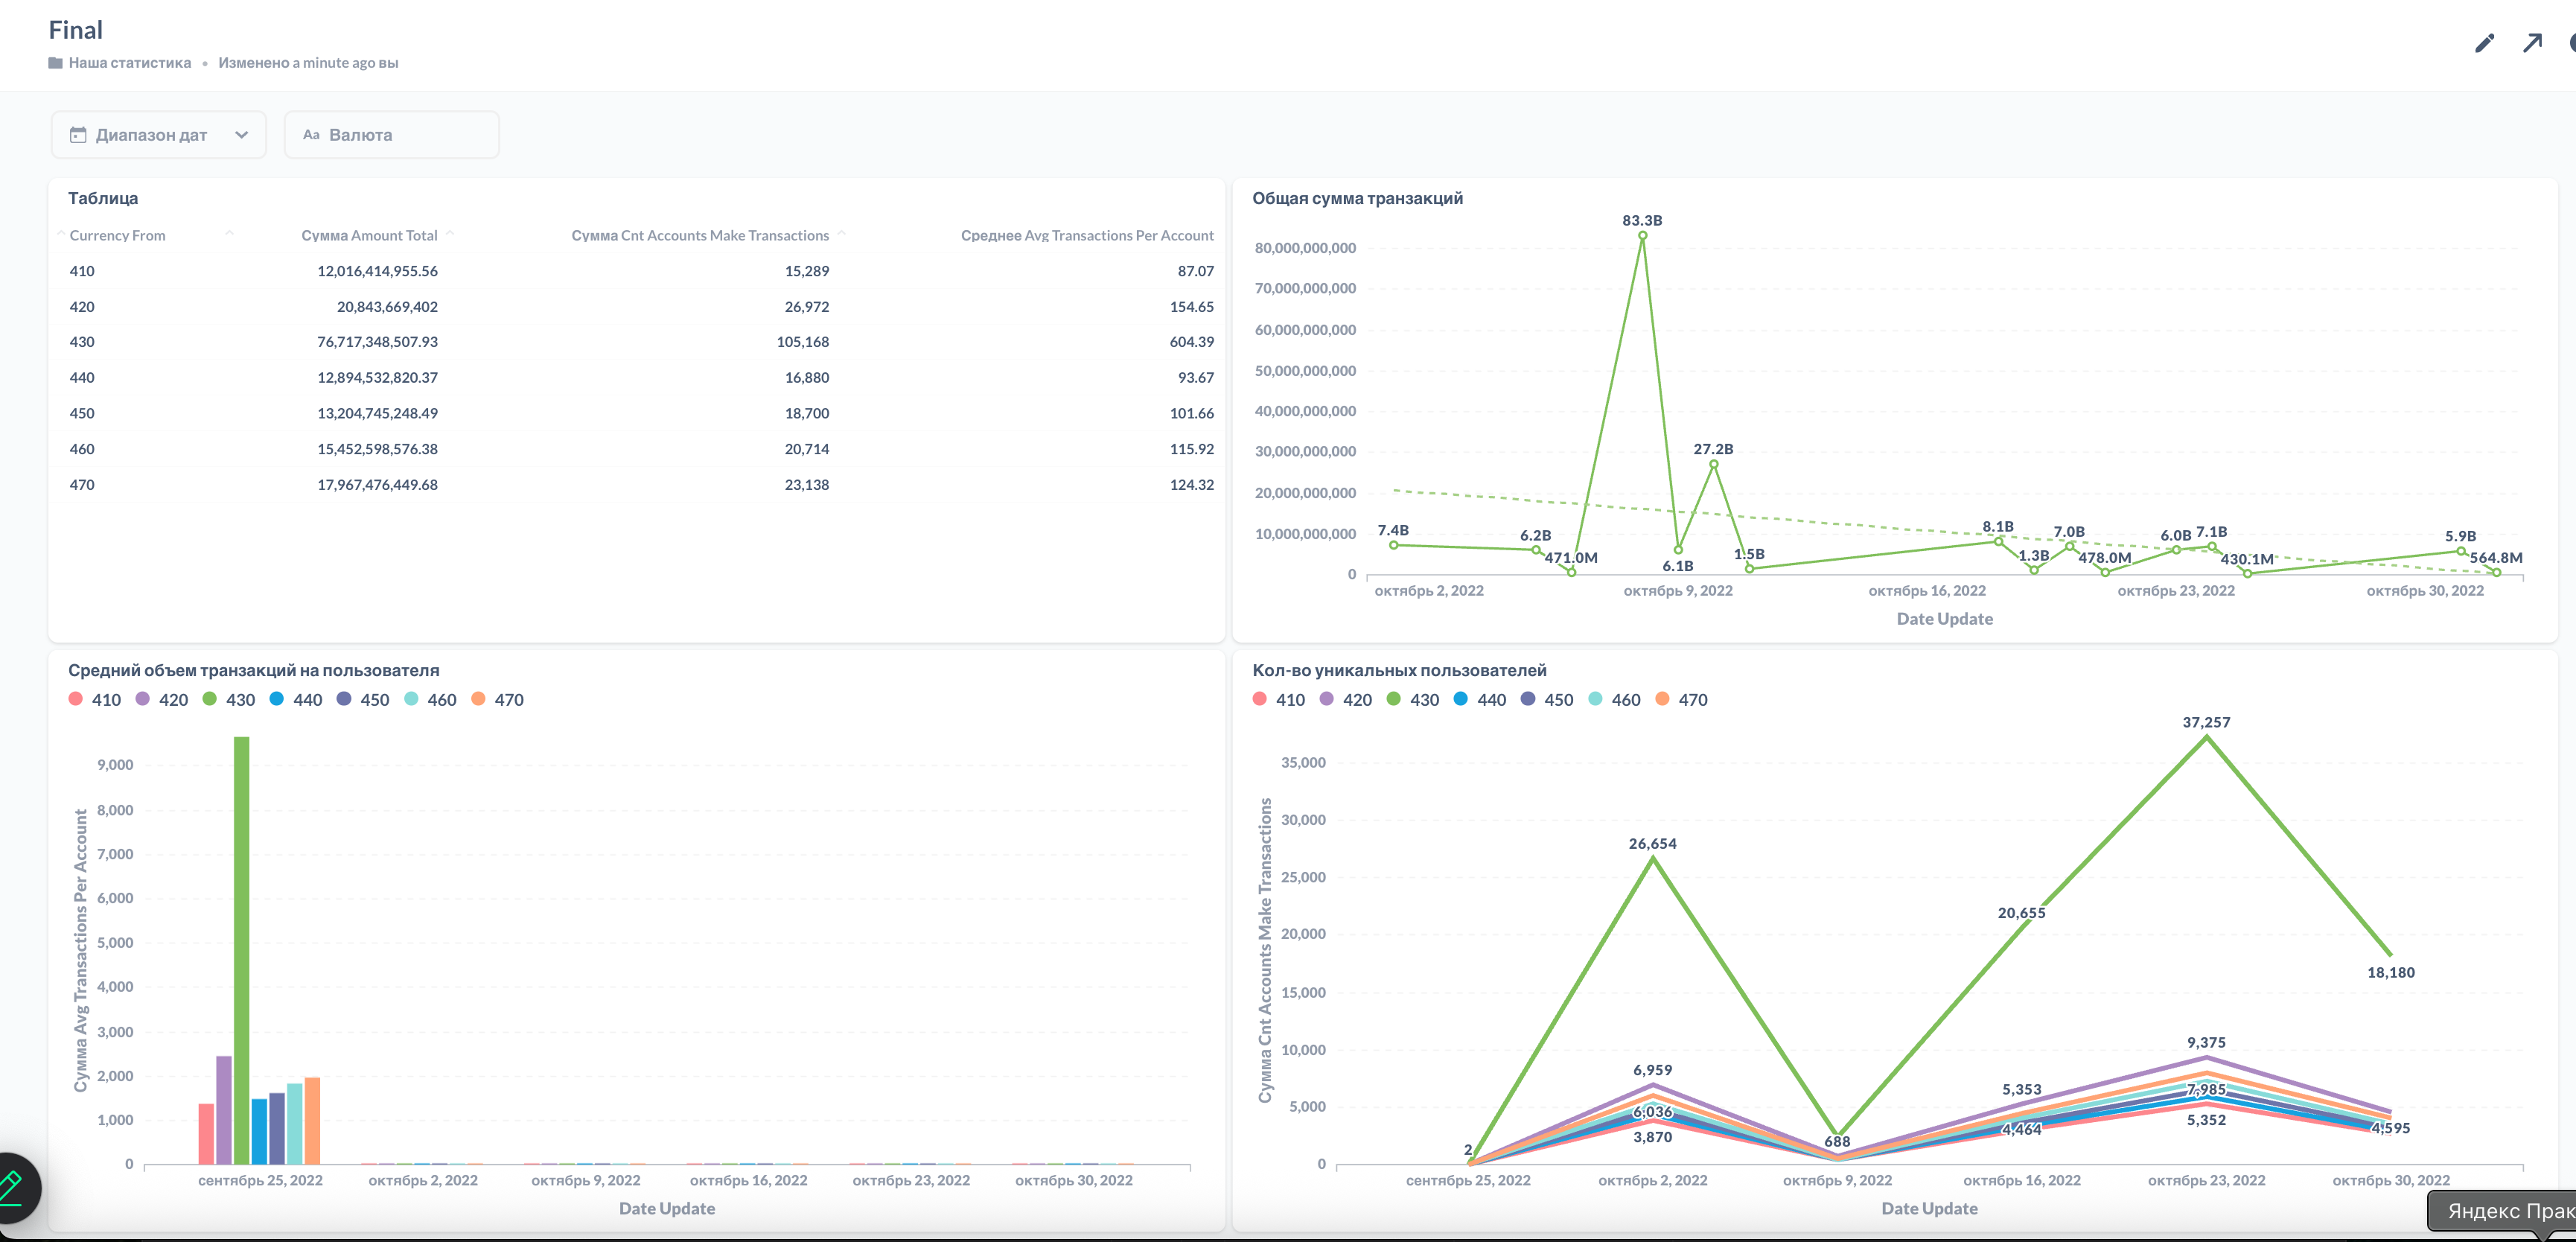 Final
Наша статистика • Изменено a minute ago вы
Диапазон дат
Aa Валюта
Таблица
Currency From Сумма Amount Total Сумма Cnt Accounts Make Transactions Среднее Avg Transactions Per Account
410 12,016,414,955.56 15,289 87.07
420 20,843,669,402 26,972 154.65
430 76,717,348,507.93 105,168 604.39
440 12,894,532,820.37 16,880 93.67
450 13,204,745,248.49 18,700 101.66
460 15,452,598,576.38 20,714 115.92
470 17,967,476,449.68 23,138 124.32
Общая сумма транзакций
83.3B
80,000,000,000
70,000,000,000
60,000,000,000
50,000,000,000
40,000,000,000
30,000,000,000
20,000,000,000
10,000,000,000
0
7.4B 6.2B 471.0M 6.1B 27.2B 1.5B 8.1B 1.3B 7.0B 478.0M 6.0B 7.1B 430.1M 5.9B 564.8M
октябрь 2, 2022 октябрь 9, 2022 октябрь 16, 2022 октябрь 23, 2022 октябрь 30, 2022
Date Update
Средний объем транзакций на пользователя
410 420 430 440 450 460 470
Сумма Avg Transactions Per Account
9,000
8,000
7,000
6,000
5,000
4,000
3,000
2,000
1,000
0
сентябрь 25, 2022 октябрь 2, 2022 октябрь 9, 2022 октябрь 16, 2022 октябрь 23, 2022 октябрь 30, 2022
Date Update
Кол-во уникальных пользователей
410 420 430 440 450 460 470
Сумма Cnt Accounts Make Transactions
35,000
30,000
25,000
20,000
15,000
10,000
5,000
0
37,257
26,654
20,655
18,180
9,375
6,959
5,353 7,985
6,036
4,464 5,352 4,595
3,870
2 688
сентябрь 25, 2022 октябрь 2, 2022 октябрь 9, 2022 октябрь 16, 2022 октябрь 23, 2022 октябрь 30, 2022
Date Update
Яндекс Прак